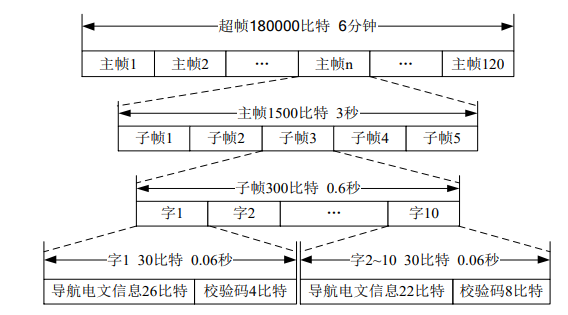 超帧180000比特 6分钟
主帧1 主帧2 … 主帧n … 主帧120
主帧1500比特 3秒
子帧1 子帧2 子帧3 子帧4 子帧5
子帧300比特 0.6秒
字1 字2 … 字10
字1 30比特 0.06秒 字2~10 30比特 0.06秒
导航电文信息26比特 校验码4比特 导航电文信息22比特 校验码8比特